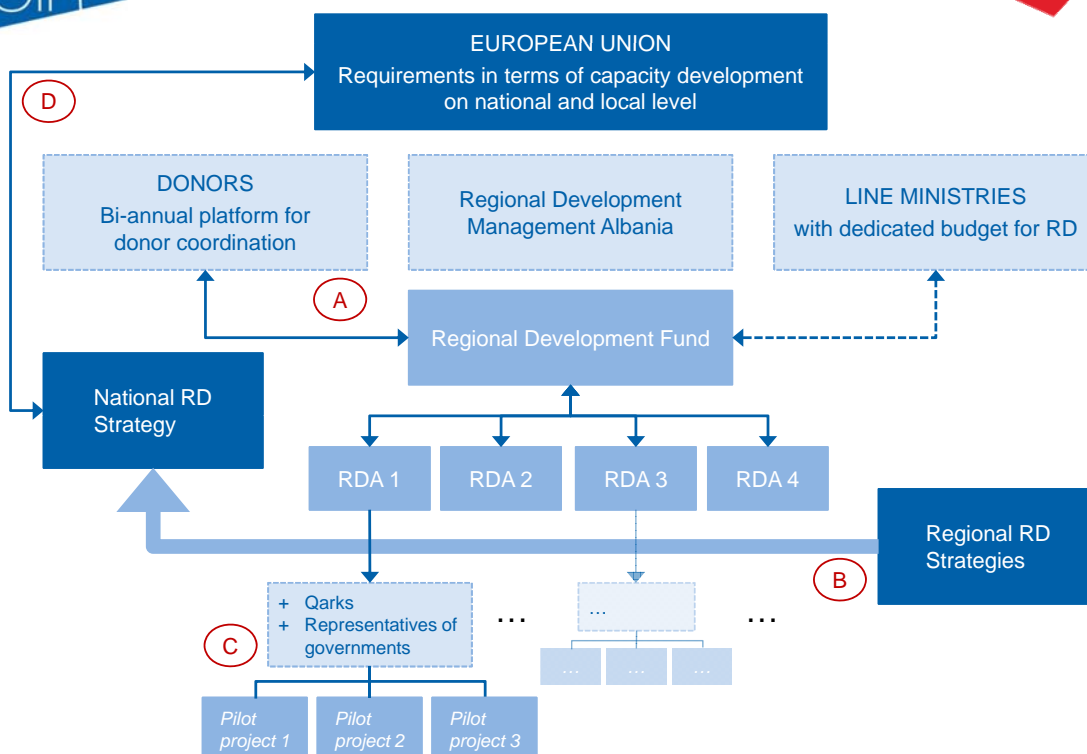 EUROPEAN UNION
Requirements in terms of capacity development
on national and local level
D
DONORS
Bi-annual platform for
donor coordination
Regional Development
Management Albania
LINE MINISTRIES
with dedicated budget for RD
A
Regional Development Fund
National RD
Strategy
RDA 1
RDA 2
RDA 3
RDA 4
Regional RD
Strategies
B
+ Qarks
+ Representatives of
governments
...
...
...
C
...
...
...
Pilot
project 1
Pilot
project 2
Pilot
project 3